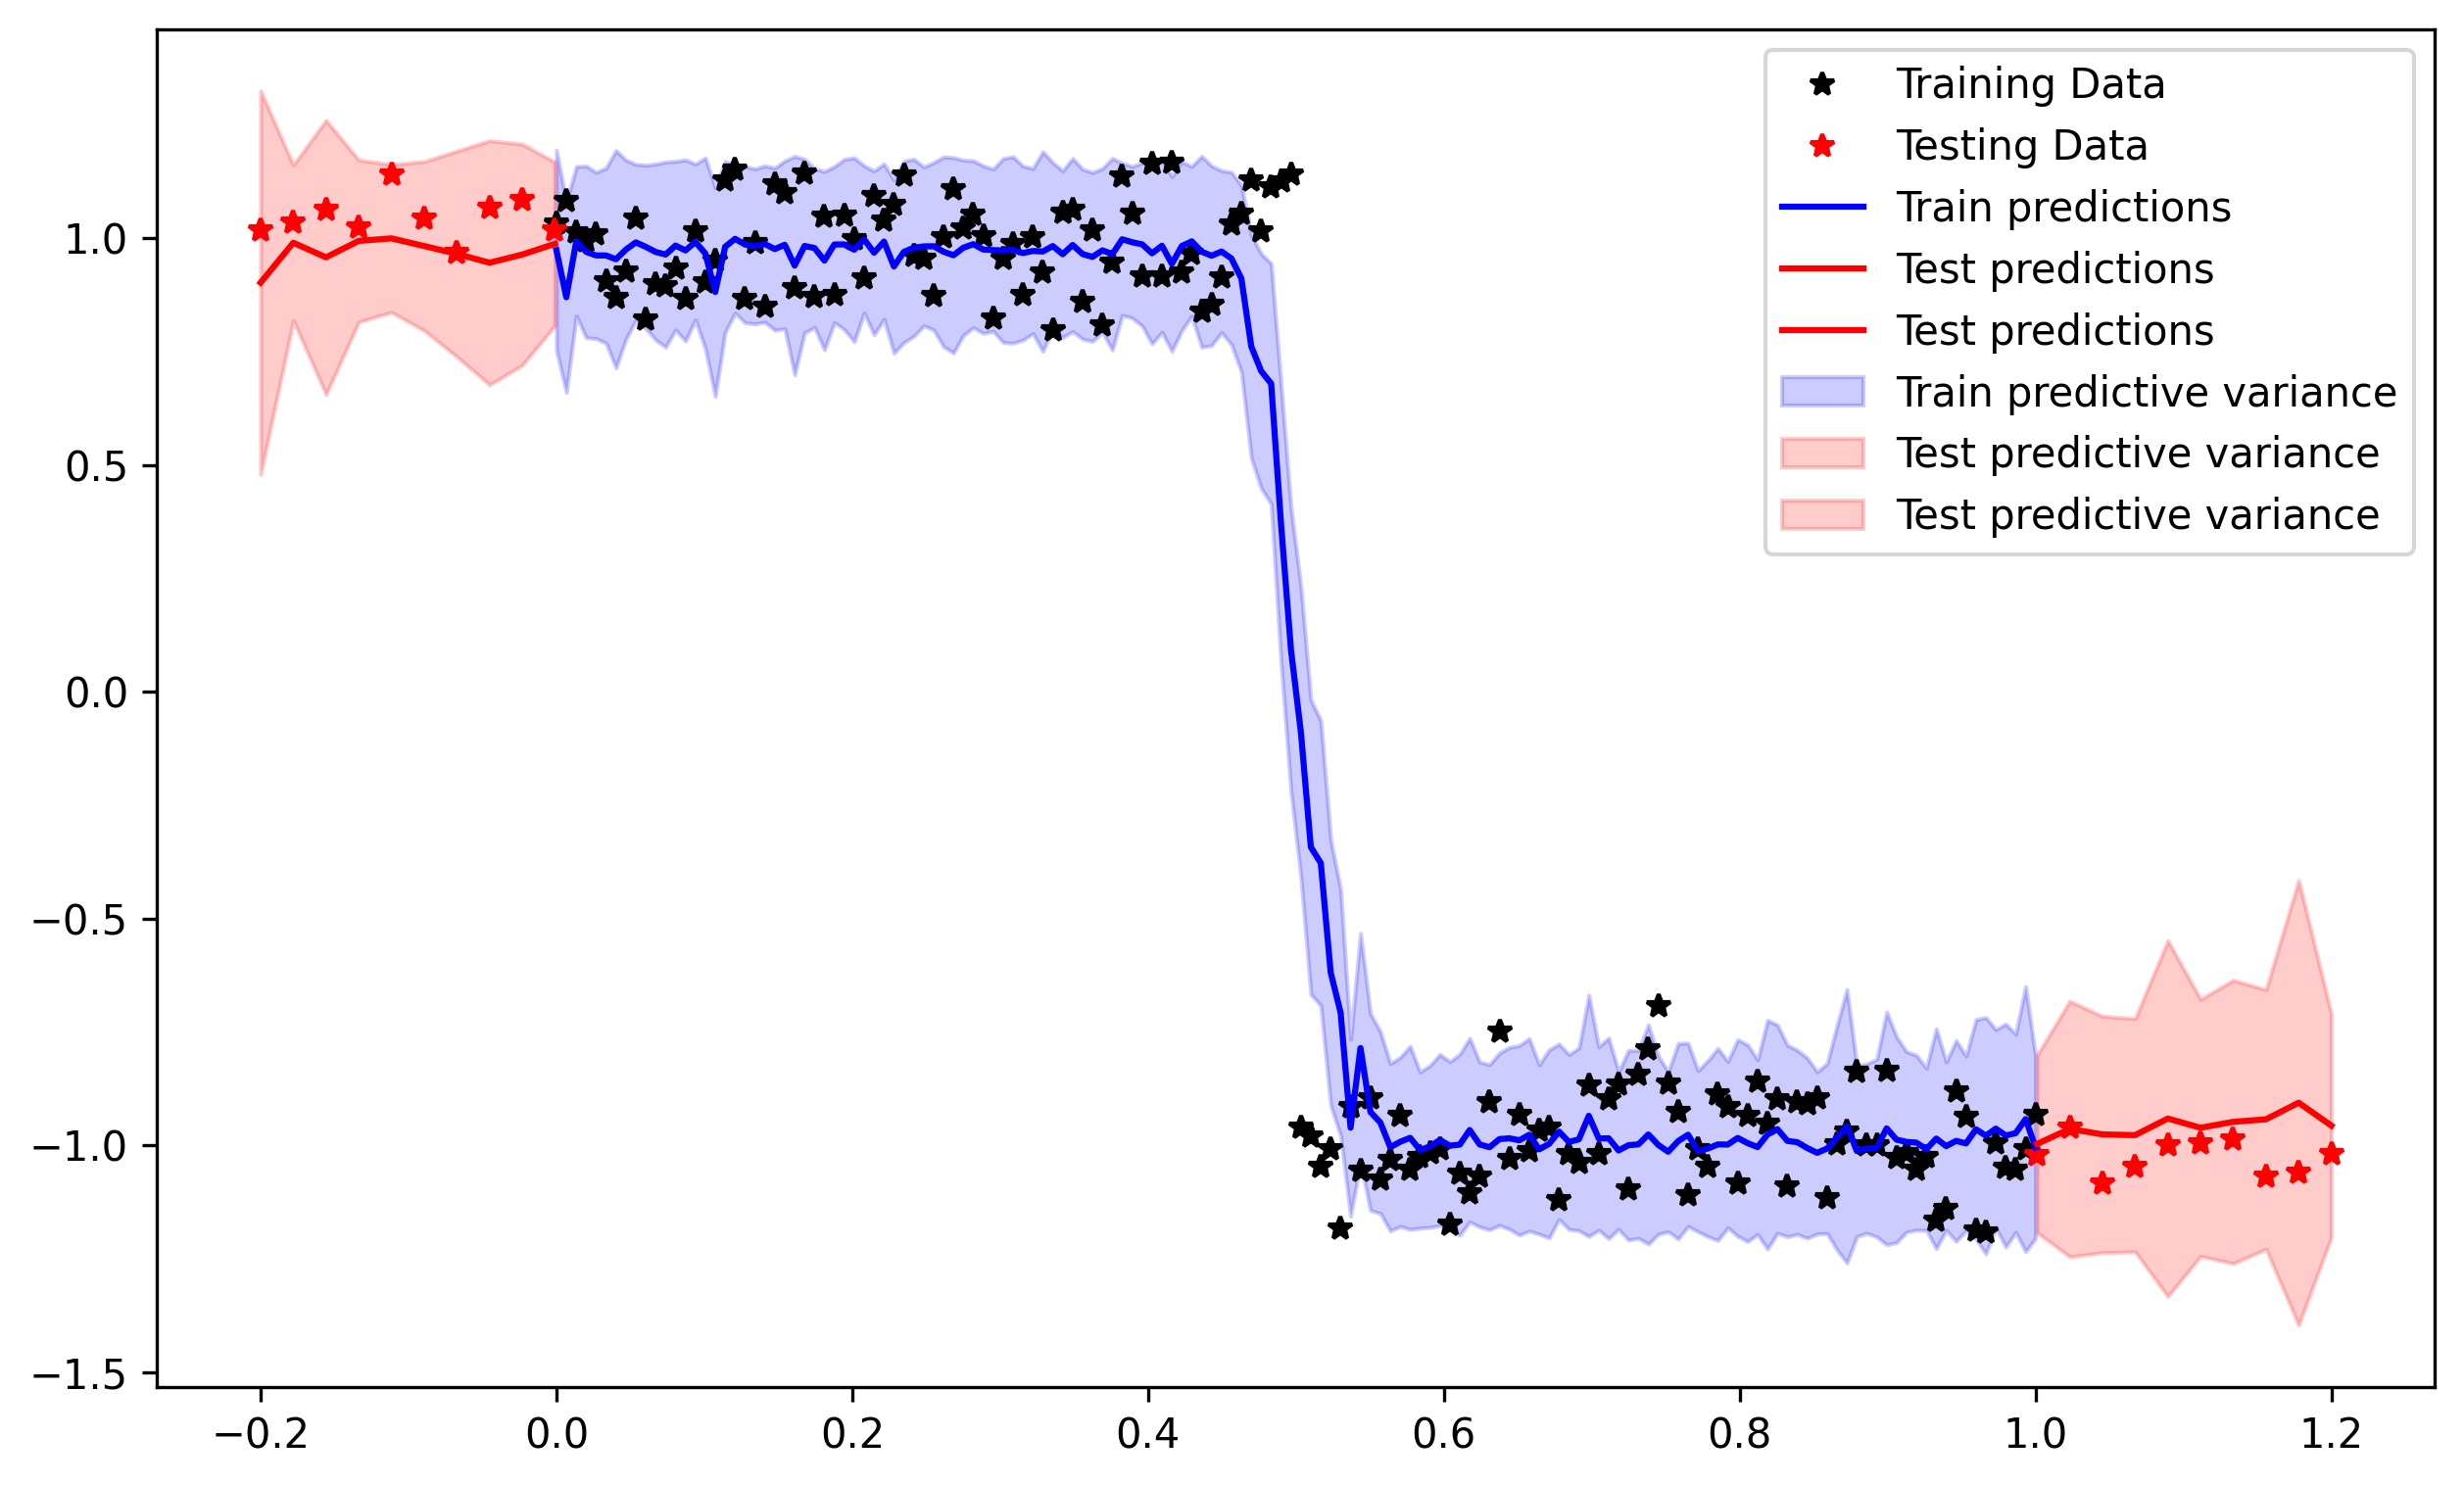 Training Data
Testing Data
Train predictions
Test predictions
Test predictions
Train predictive variance
Test predictive variance
Test predictive variance
1.0
0.5
0.0
−0.5
−1.0
−1.5
−0.2 0.0 0.2 0.4 0.6 0.8 1.0 1.2